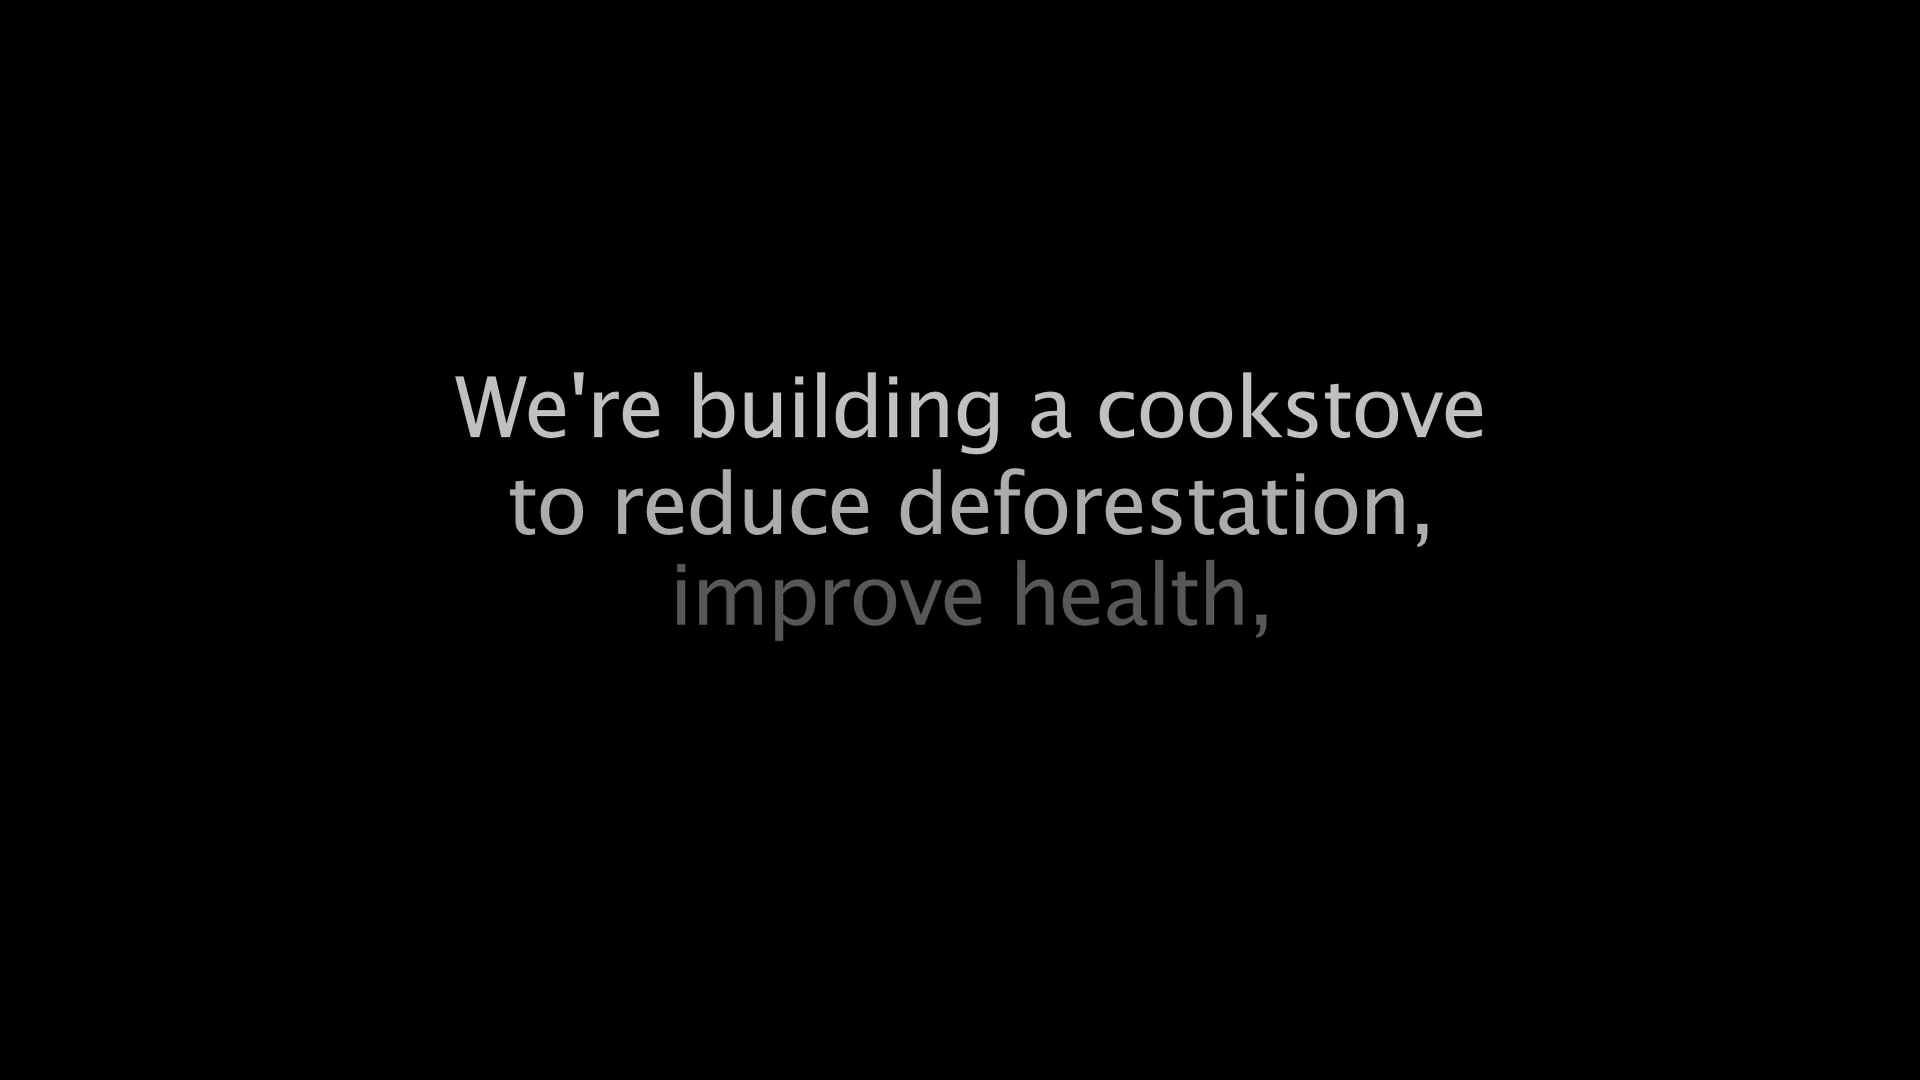 We're building a cookstove
to reduce deforestation,
improve health,